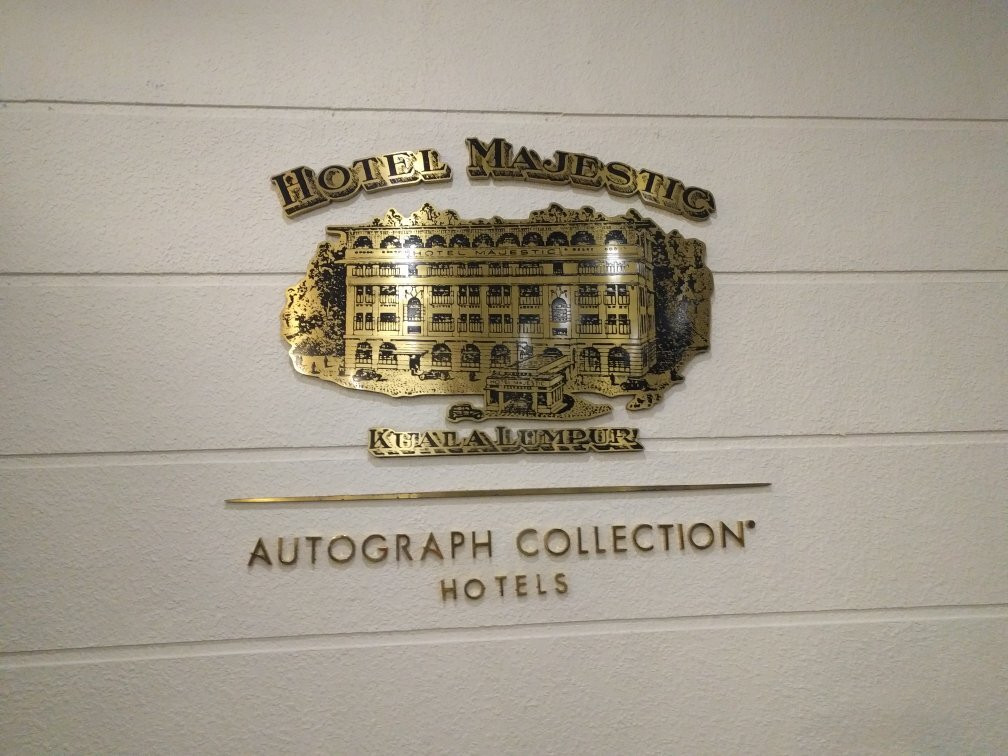 HOTEL MAJESTIC
HOTEL MAJESTIC
KUALA LUMPUR
AUTOGRAPH COLLECTION®
HOTELS